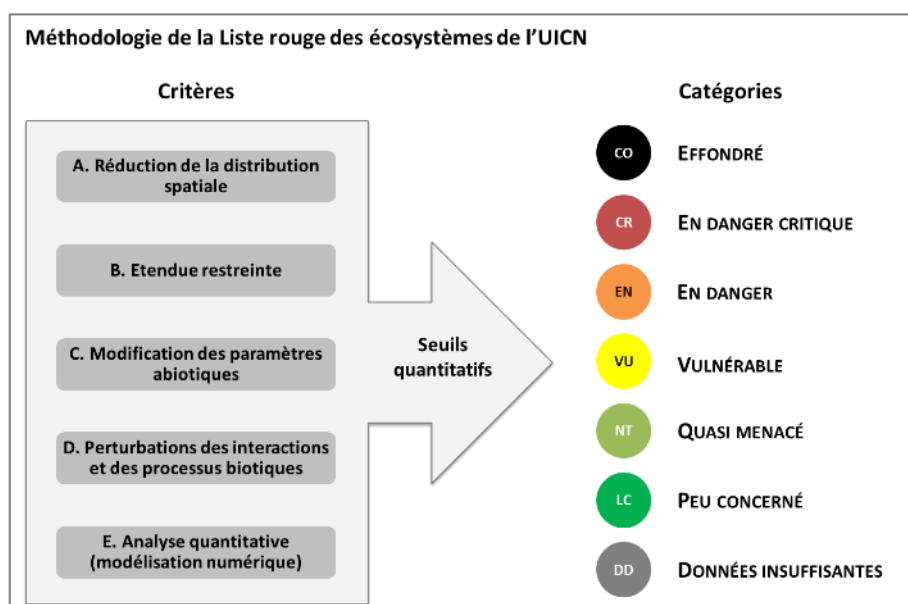 Méthodologie de la Liste rouge des écosystèmes de l'UICN
Critères
A. Réduction de la distribution
spatiale
B. Etendue restreinte
C. Modification des paramètres
abiotiques
D. Perturbations des interactions
et des processus biotiques
E. Analyse quantitative
(modélisation numérique)
Seuils
quantitatifs
Catégories
CO EFFONDRÉ
CR EN DANGER CRITIQUE
EN EN DANGER
VU VULNÉRABLE
NT QUASI MENACÉ
LC PEU CONCERNÉ
DD DONNÉES INSUFFISANTES